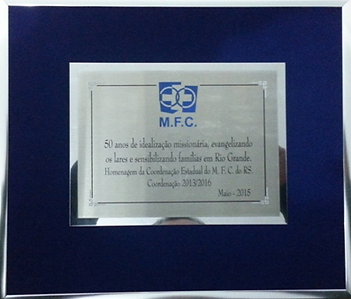 M.F.C.
50 anos de idealização missionária, evangelizando
os lares e sensibilizando famílias em Rio Grande.
Homenagem da Coordenação Estadual do M. F. C. do RS
Coordenação 2013/2016
Maio - 2015